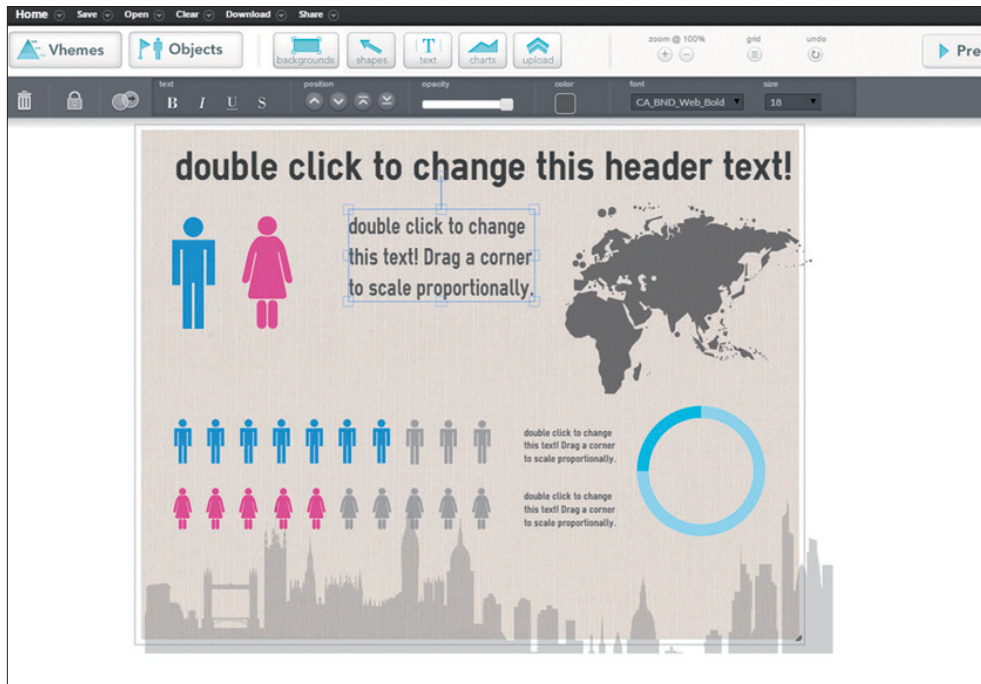 Home Save Open Clear Download Share
Vhemes Objects backgrounds shapes T text charts upload zoom @ 100% grid undo Pre
text position opacity color font size
B I U S CA_BND_Web_Bold 18
double click to change this header text!
double click to change
this text! Drag a corner
to scale proportionally.
double click to change
this text! Drag a corner
to scale proportionally.
double click to change
this text! Drag a corner
to scale proportionally.